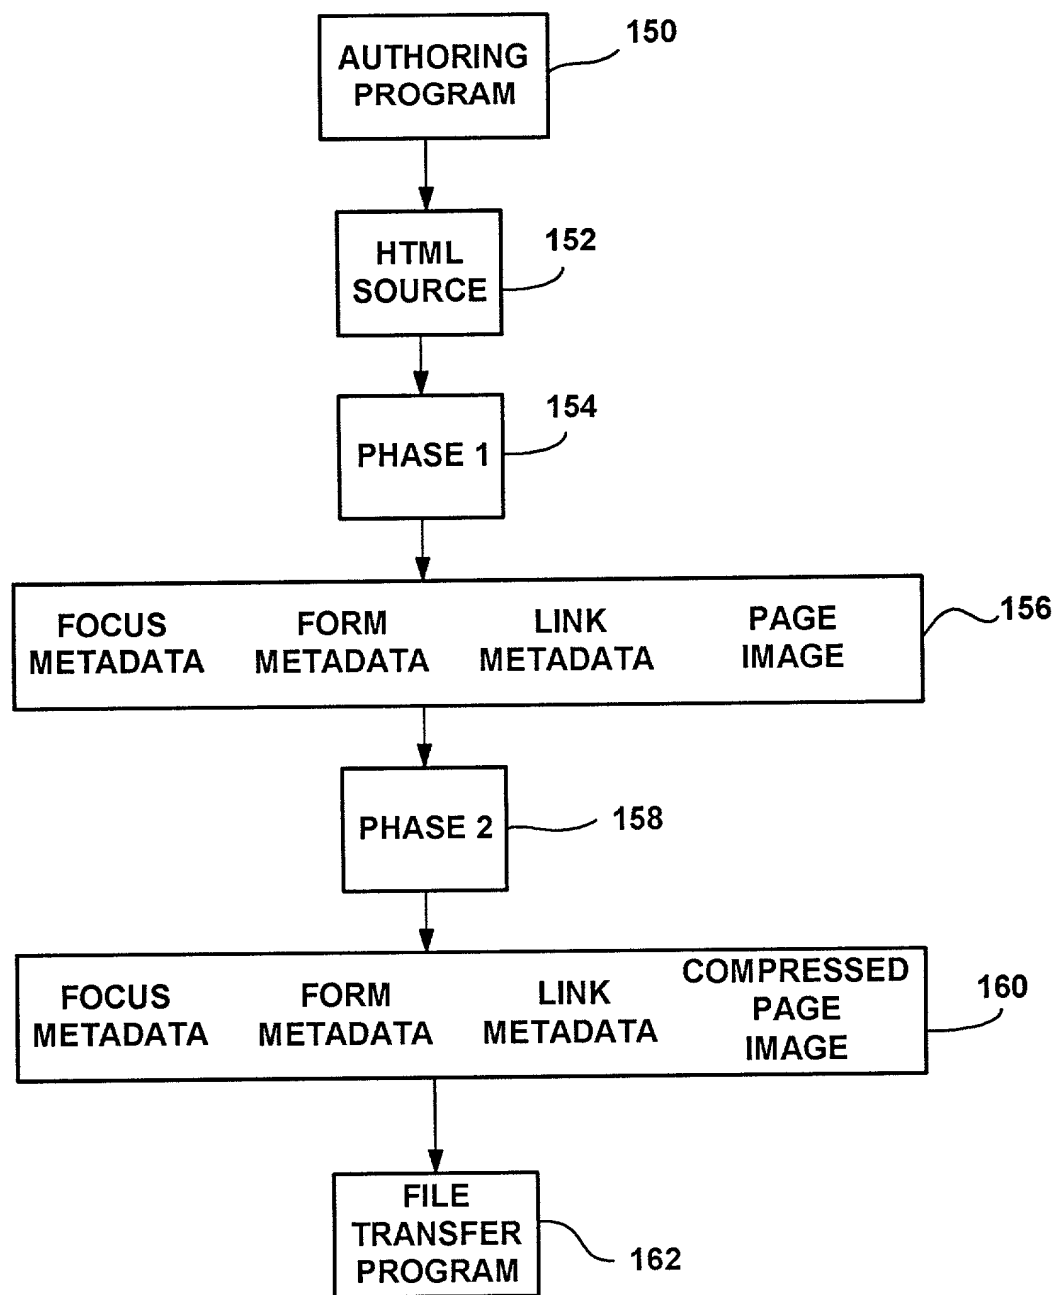 AUTHORING
PROGRAM
150
HTML
SOURCE
152
PHASE 1
154
FOCUS
METADATA
FORM
METADATA
LINK
METADATA
PAGE
IMAGE
156
PHASE 2
158
FOCUS
METADATA
FORM
METADATA
LINK
METADATA
COMPRESSED
PAGE
IMAGE
160
FILE
TRANSFER
PROGRAM
162